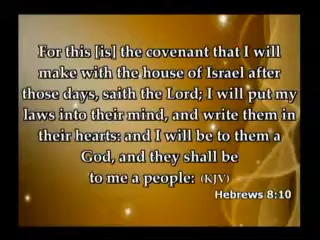 For this [is] the covenant that I will
make with the house of Israel after
those days, saith the Lord; I will put my
laws into their mind, and write them in
their hearts: and I will be to them a
God, and they shall be
to me a people: (KJV)
Hebrews 8:10